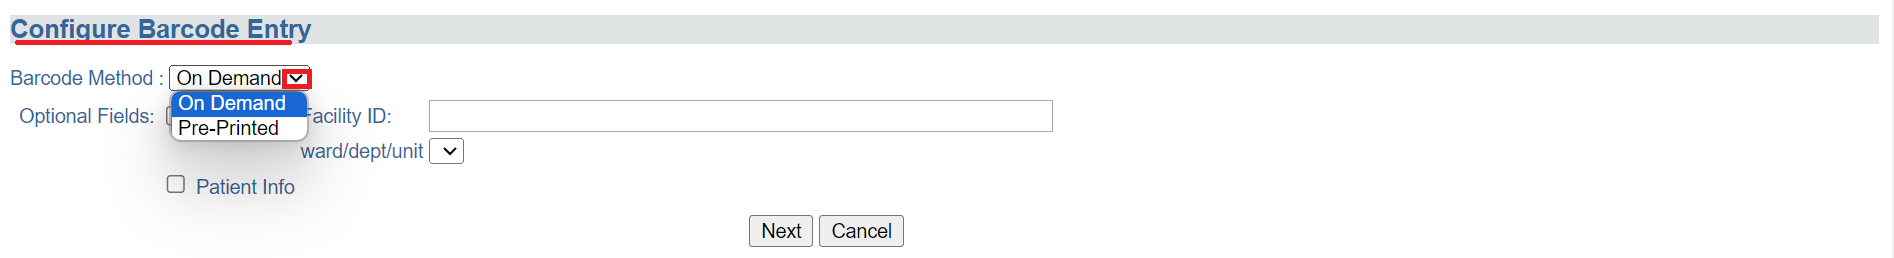 Configure Barcode Entry
Barcode Method : On Demand
On Demand
Pre-Printed
Optional Fields: Facility ID:
ward/dept/unit
Patient Info
Next Cancel